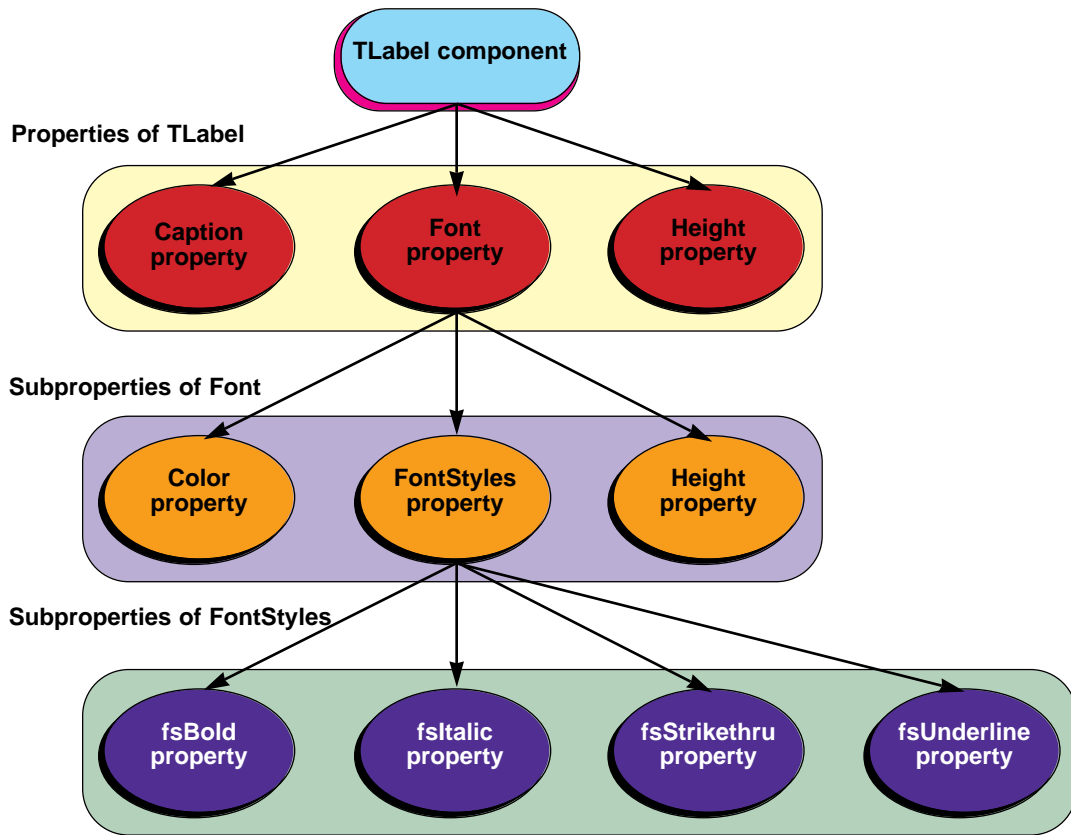 TLabel component
Properties of TLabel
Caption
property
Font
property
Height
property
Subproperties of Font
Color
property
FontStyles
property
Height
property
Subproperties of FontStyles
fsBold
property
fsItalic
property
fsStrikethru
property
fsUnderline
property